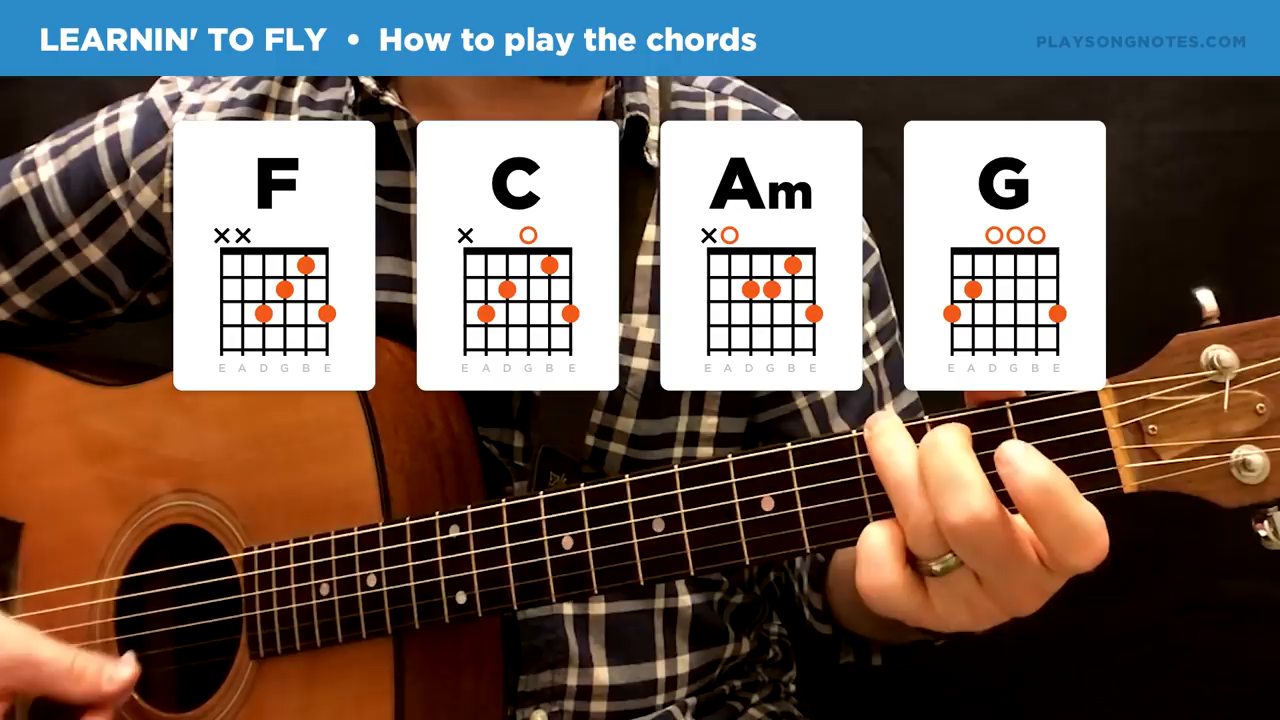 LEARNIN' TO FLY • How to play the chords
PLAYSONGNOTES.COM
F
C
Am
G
E A D G B E
E A D G B E
E A D G B E
E A D G B E